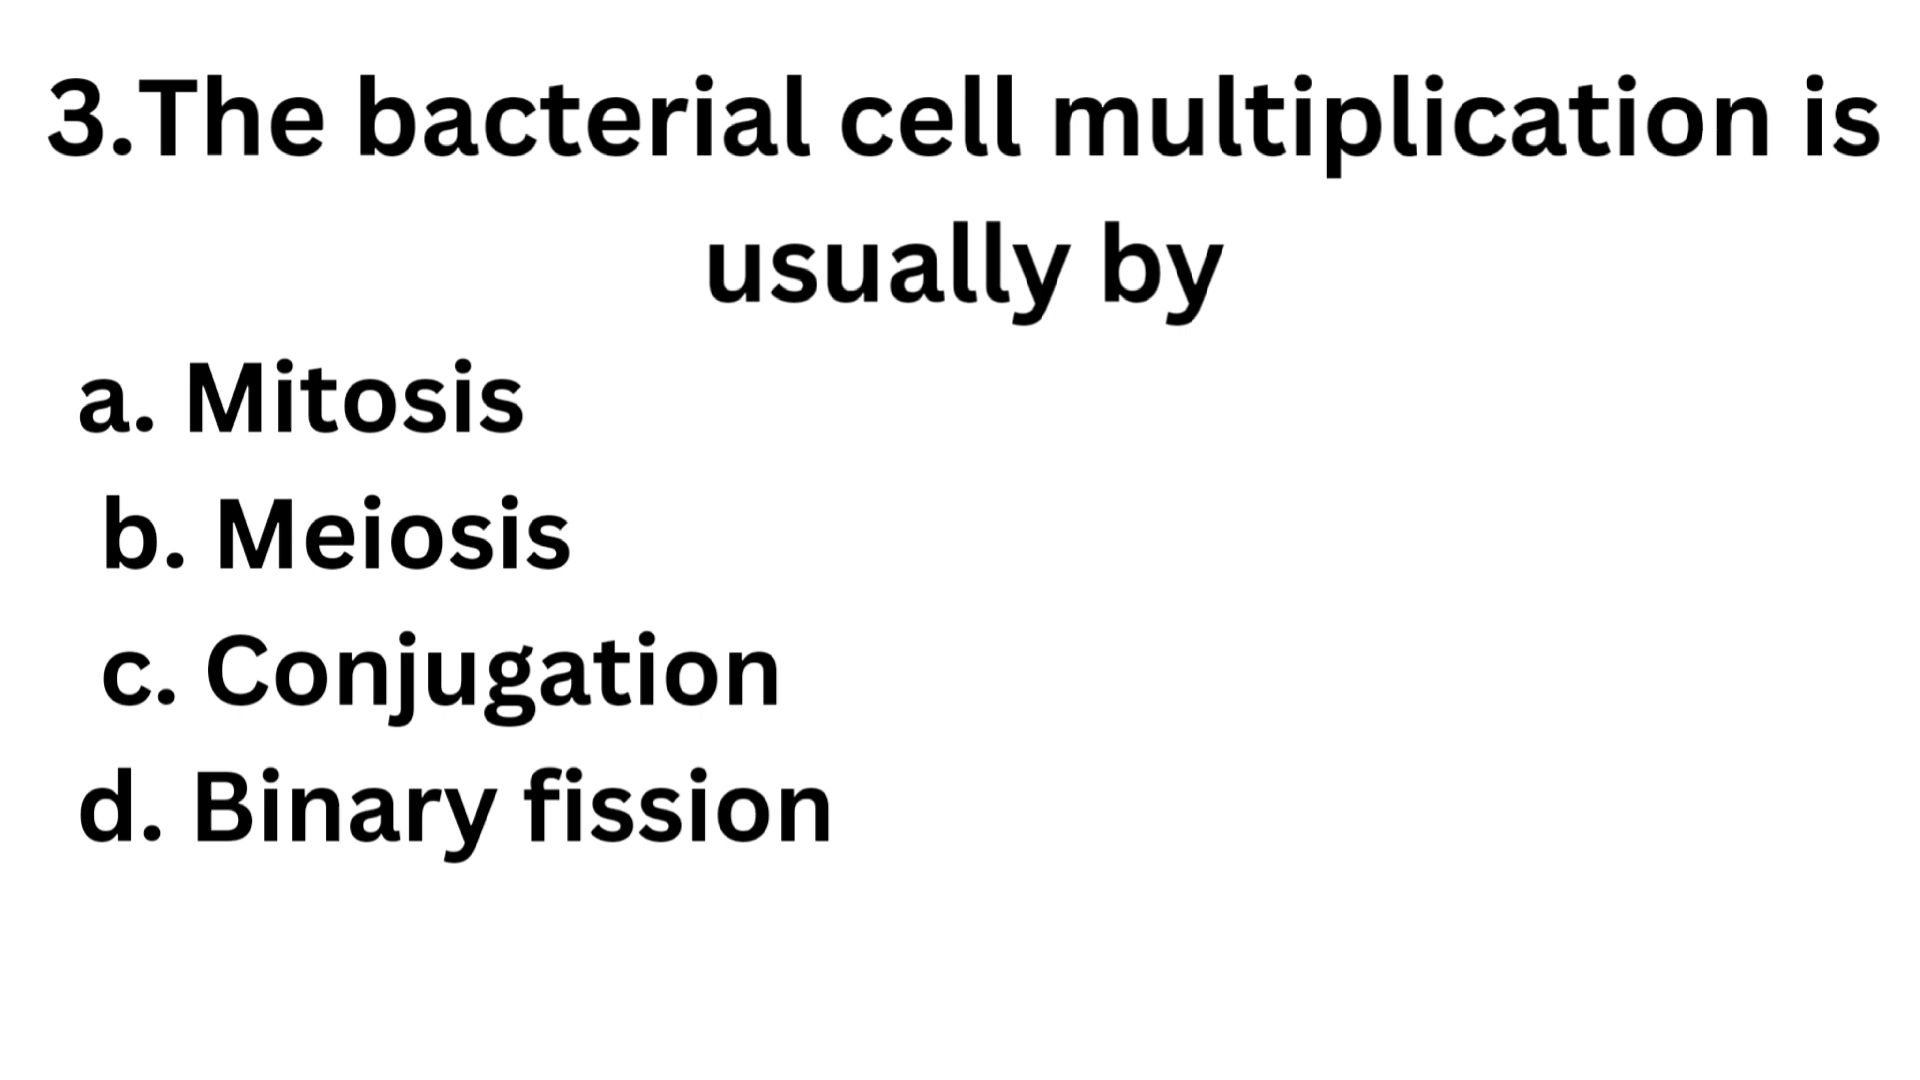 3.The bacterial cell multiplication is
usually by
a. Mitosis
b. Meiosis
c. Conjugation
d. Binary fission